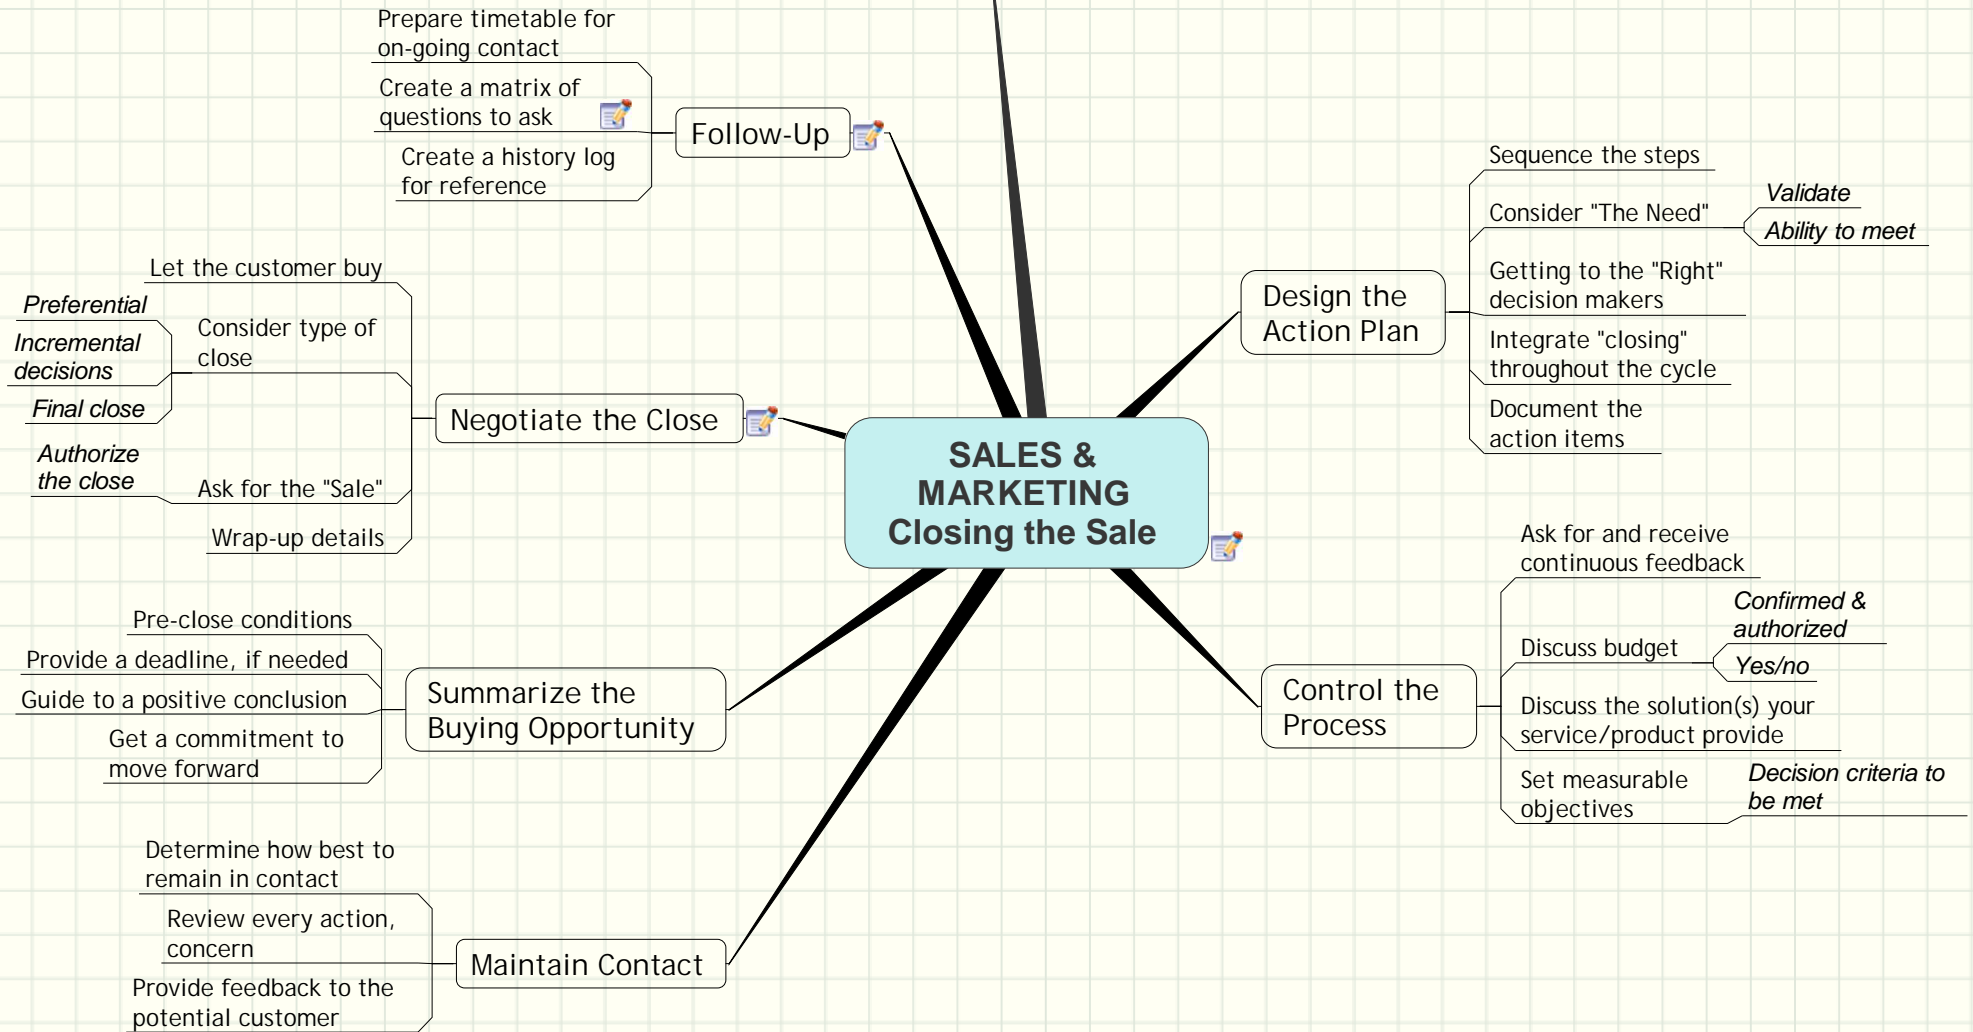 SALES &
MARKETING
Closing the Sale
Design the
Action Plan
Sequence the steps
Consider "The Need"
Validate
Ability to meet
Getting to the "Right"
decision makers
Integrate "closing"
throughout the cycle
Document the
action items
Control the
Process
Ask for and receive
continuous feedback
Discuss budget
Confirmed &
authorized
Yes/no
Discuss the solution(s) your
service/product provide
Set measurable
objectives
Decision criteria to
be met
Maintain Contact
Determine how best to
remain in contact
Review every action,
concern
Provide feedback to the
potential customer
Summarize the
Buying Opportunity
Pre-close conditions
Provide a deadline, if needed
Guide to a positive conclusion
Get a commitment to
move forward
Negotiate the Close
Let the customer buy
Consider type of
close
Preferential
Incremental
decisions
Final close
Ask for the "Sale"
Authorize
the close
Wrap-up details
Follow-Up
Prepare timetable for
on-going contact
Create a matrix of
questions to ask
Create a history log
for reference